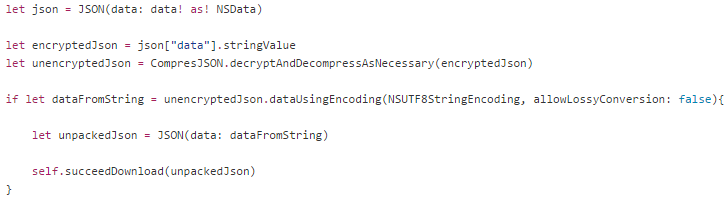 let json = JSON(data: data! as! NSData)
let encryptedJson = json["data"].stringValue
let unencryptedJson = CompresJSON.decryptAndDecompressAsNecessary(encryptedJson)
if let dataFromString = unencryptedJson.dataUsingEncoding(NSUTF8StringEncoding, allowLossyConversion: false){
let unpackedJson = JSON(data: dataFromString)
self.succeedDownload(unpackedJson)
}